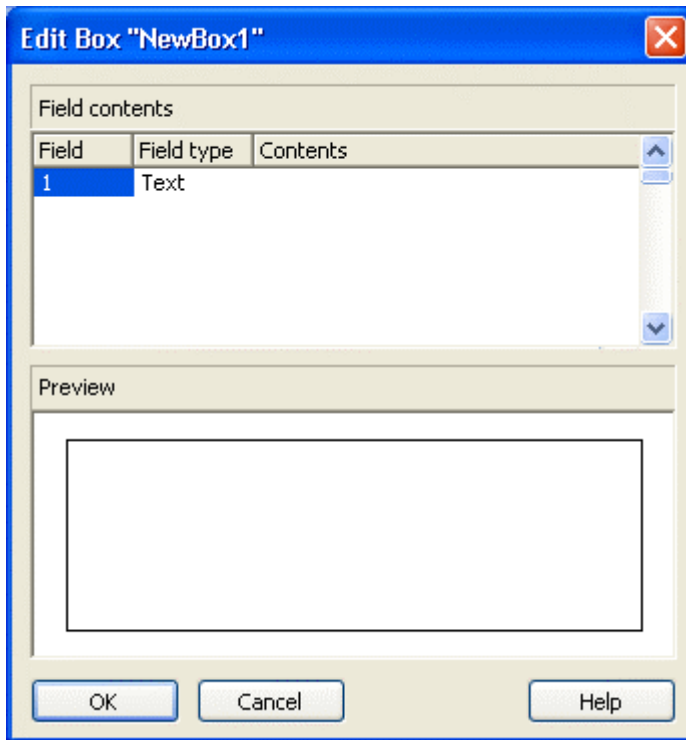 Edit Box "NewBox1"
Field contents
Field Field type Contents
1 Text
Preview
OK Cancel Help